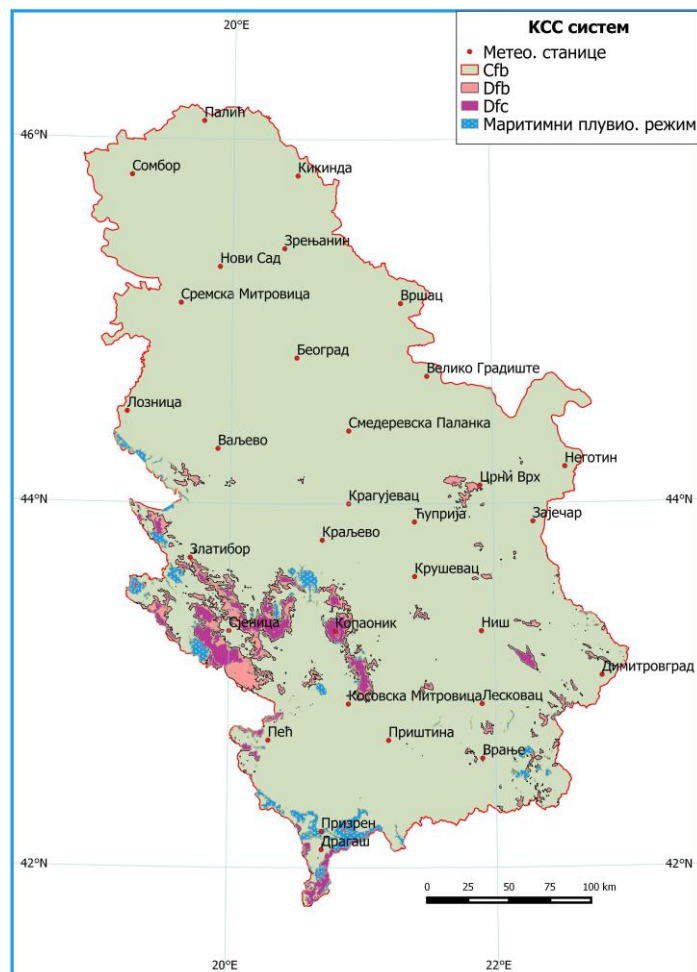 20°E
КСС систем
Метео. станице
Cfb
Dfb
Dfc
Маритимни плувио. режим
46°N
Палић
Сомбор
Кикинда
Зрењанин
Нови Сад
Сремска Митровица
Вршац
Београд
Велико Градиште
Лозница
Смедеревска Паланка
Ваљево
Неготин
Црни Врх
44°N
44°N
Крагујевац
Ћуприја
Зајечар
Краљево
Златибор
Крушевац
Сјеница
Копаоник
Ниш
Димитровград
Косовска Митровица
Лесковац
Пећ
Приштина
Врање
Призрен
Драгаш
42°N
42°N
0 25 50 75 100 km
20°E
22°E